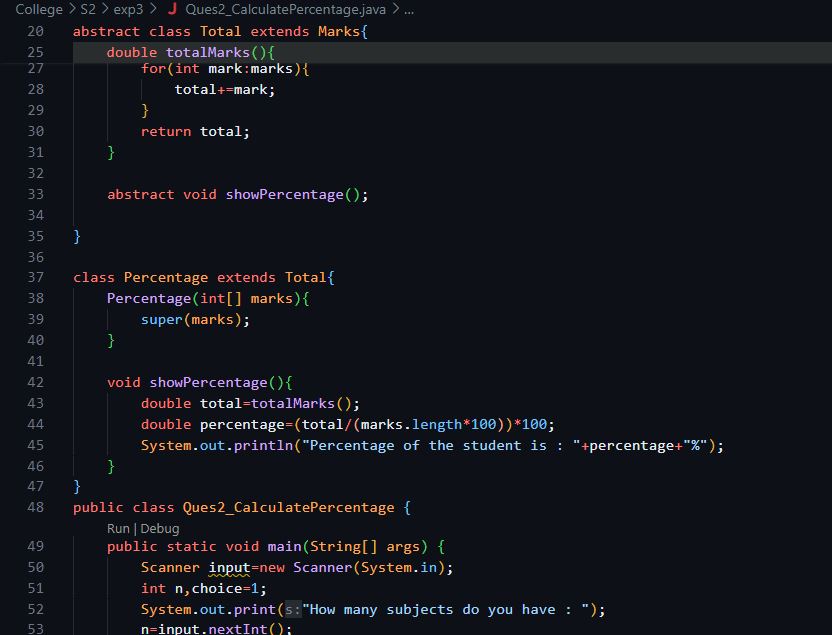 College > S2 > exp3 > J Ques2_CalculatePercentage.java > ...
20 abstract class Total extends Marks{
25 double totalMarks(){
27 for(int mark:marks){
28 total+=mark;
29 }
30 return total;
31 }
32
33 abstract void showPercentage();
34
35 }
36
37 class Percentage extends Total{
38 Percentage(int[] marks){
39 super(marks);
40 }
41
42 void showPercentage(){
43 double total=totalMarks();
44 double percentage=(total/(marks.length*100))*100;
45 System.out.println("Percentage of the student is : "+percentage+"%");
46 }
47 }
48 public class Ques2_CalculatePercentage {
Run | Debug
49 public static void main(String[] args) {
50 Scanner input=new Scanner(System.in);
51 int n,choice=1;
52 System.out.print(s:"How many subjects do you have : ");
53 n=input.nextInt();